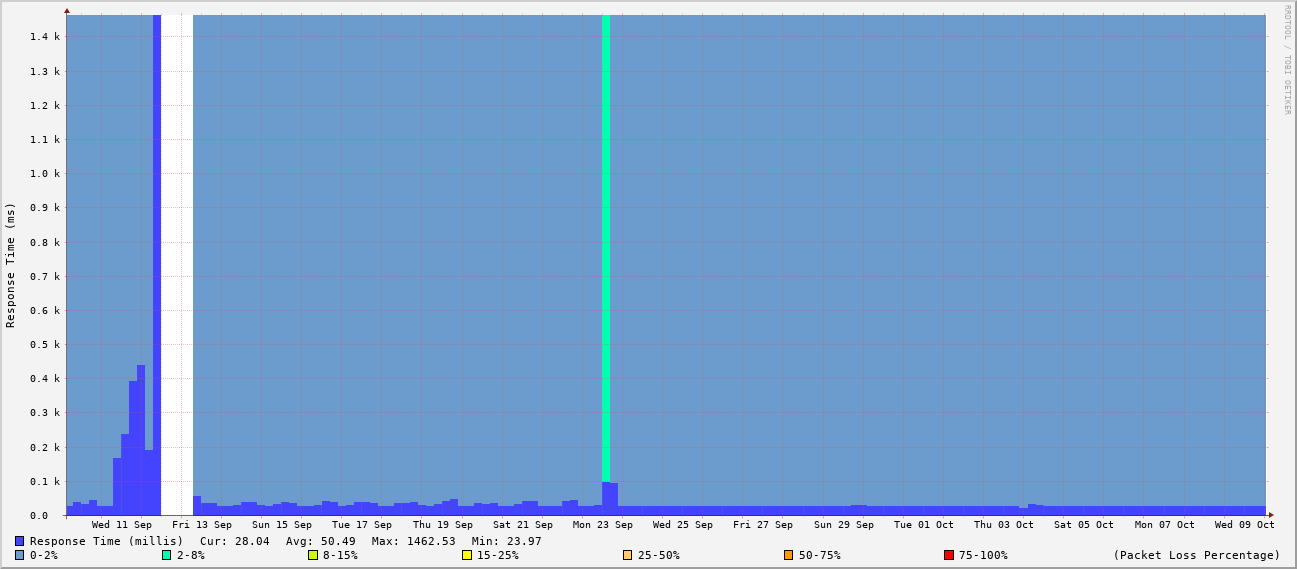 RRDTOOL / TOBI OETIKER
Response Time (ms)
1.4 k
1.3 k
1.2 k
1.1 k
1.0 k
0.9 k
0.8 k
0.7 k
0.6 k
0.5 k
0.4 k
0.3 k
0.2 k
0.1 k
0.0
Wed 11 Sep Fri 13 Sep Sun 15 Sep Tue 17 Sep Thu 19 Sep Sat 21 Sep Mon 23 Sep Wed 25 Sep Fri 27 Sep Sun 29 Sep Tue 01 Oct Thu 03 Oct Sat 05 Oct Mon 07 Oct Wed 09 Oct
Response Time (millis) Cur: 28.04 Avg: 50.49 Max: 1462.53 Min: 23.97
0-2% 2-8% 8-15% 15-25% 25-50% 50-75% 75-100% (Packet Loss Percentage)